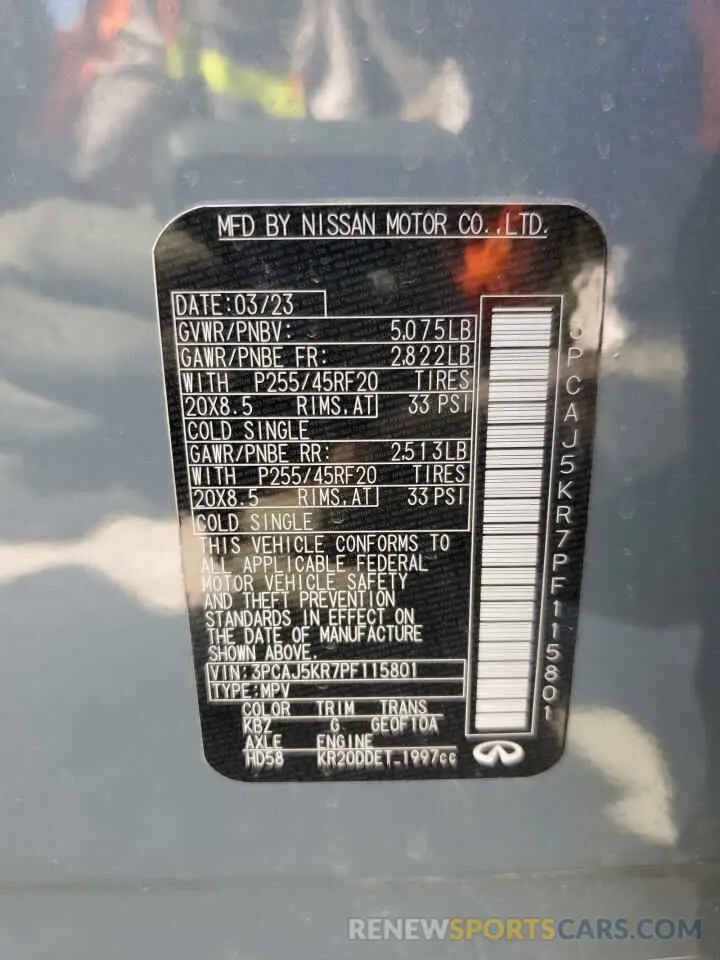 MFD BY NISSAN MOTOR CO.,LTD.
DATE:03/23
GVWR/PNBV: 5,075LB
GAWR/PNBE FR: 2,822LB
WITH P255/45RF20 TIRES
20X8.5 RIMS,AT 33 PSI
COLD SINGLE
GAWR/PNBE RR: 2,513LB
WITH P255/45RF20 TIRES
20X8.5 RIMS,AT 33 PSI
COLD SINGLE
THIS VEHICLE CONFORMS TO
ALL APPLICABLE FEDERAL
MOTOR VEHICLE SAFETY
AND THEFT PREVENTION
STANDARDS IN EFFECT ON
THE DATE OF MANUFACTURE
SHOWN ABOVE.
VIN:3PCAJ5KR7PF115801
TYPE:MPV
COLOR TRIM TRANS
KBZ G GE0F10A
AXLE ENGINE
HD58 KR20DDET-1997cc
3PCAJ5KR7PF115801
RENEWSPORTSCARS.COM